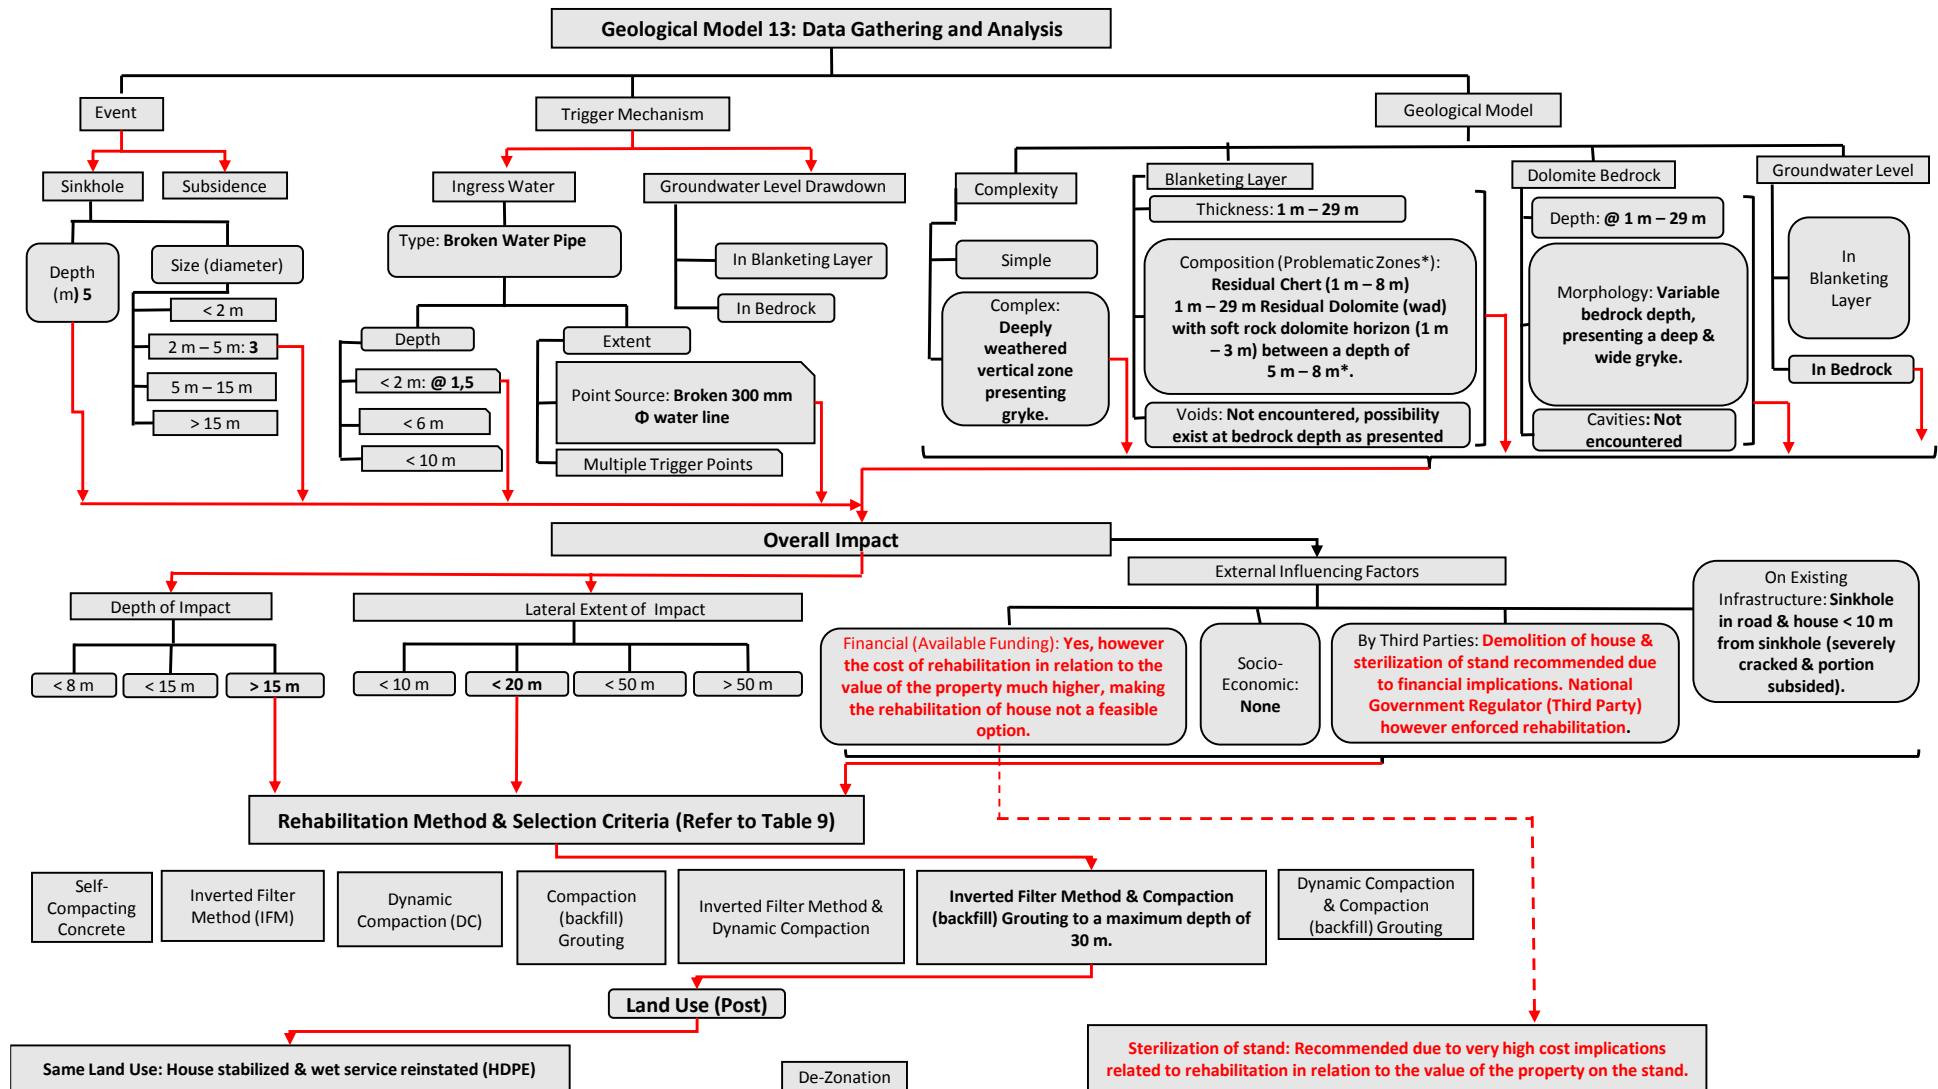 Geological Model 13: Data Gathering and Analysis
Event
Trigger Mechanism
Geological Model
Sinkhole
Subsidence
Ingress Water
Groundwater Level Drawdown
Complexity
Blanketing Layer
Dolomite Bedrock
Groundwater Level
Depth
(m) 5
Size (diameter)
< 2 m
2 m – 5 m: 3
5 m – 15 m
> 15 m
Type: Broken Water Pipe
Depth
< 2 m: @ 1,5
< 6 m
< 10 m
Extent
Point Source: Broken 300 mm
Φ water line
Multiple Trigger Points
In Blanketing Layer
In Bedrock
Simple
Complex:
Deeply
weathered
vertical zone
presenting
gryke.
Thickness: 1 m – 29 m
Composition (Problematic Zones*):
Residual Chert (1 m – 8 m)
1 m – 29 m Residual Dolomite (wad)
with soft rock dolomite horizon (1 m
– 3 m) between a depth of
5 m – 8 m*.
Voids: Not encountered, possibility
exist at bedrock depth as presented
Depth: @ 1 m – 29 m
Morphology: Variable
bedrock depth,
presenting a deep &
wide gryke.
Cavities: Not
encountered
In
Blanketing
Layer
In Bedrock
Overall Impact
Depth of Impact
< 8 m
< 15 m
> 15 m
Lateral Extent of Impact
< 10 m
< 20 m
< 50 m
> 50 m
External Influencing Factors
Financial (Available Funding): Yes, however
the cost of rehabilitation in relation to the
value of the property much higher, making
the rehabilitation of house not a feasible
option.
Socio-
Economic:
None
By Third Parties: Demolition of house &
sterilization of stand recommended due
to financial implications. National
Government Regulator (Third Party)
however enforced rehabilitation.
On Existing
Infrastructure: Sinkhole
in road & house < 10 m
from sinkhole (severely
cracked & portion
subsided).
Rehabilitation Method & Selection Criteria (Refer to Table 9)
Self-
Compacting
Concrete
Inverted Filter
Method (IFM)
Dynamic
Compaction (DC)
Compaction
(backfill)
Grouting
Inverted Filter Method &
Dynamic Compaction
Inverted Filter Method & Compaction
(backfill) Grouting to a maximum depth of
30 m.
Dynamic Compaction
& Compaction
(backfill) Grouting
Land Use (Post)
Same Land Use: House stabilized & wet service reinstated (HDPE)
De-Zonation
Sterilization of stand: Recommended due to very high cost implications
related to rehabilitation in relation to the value of the property on the stand.